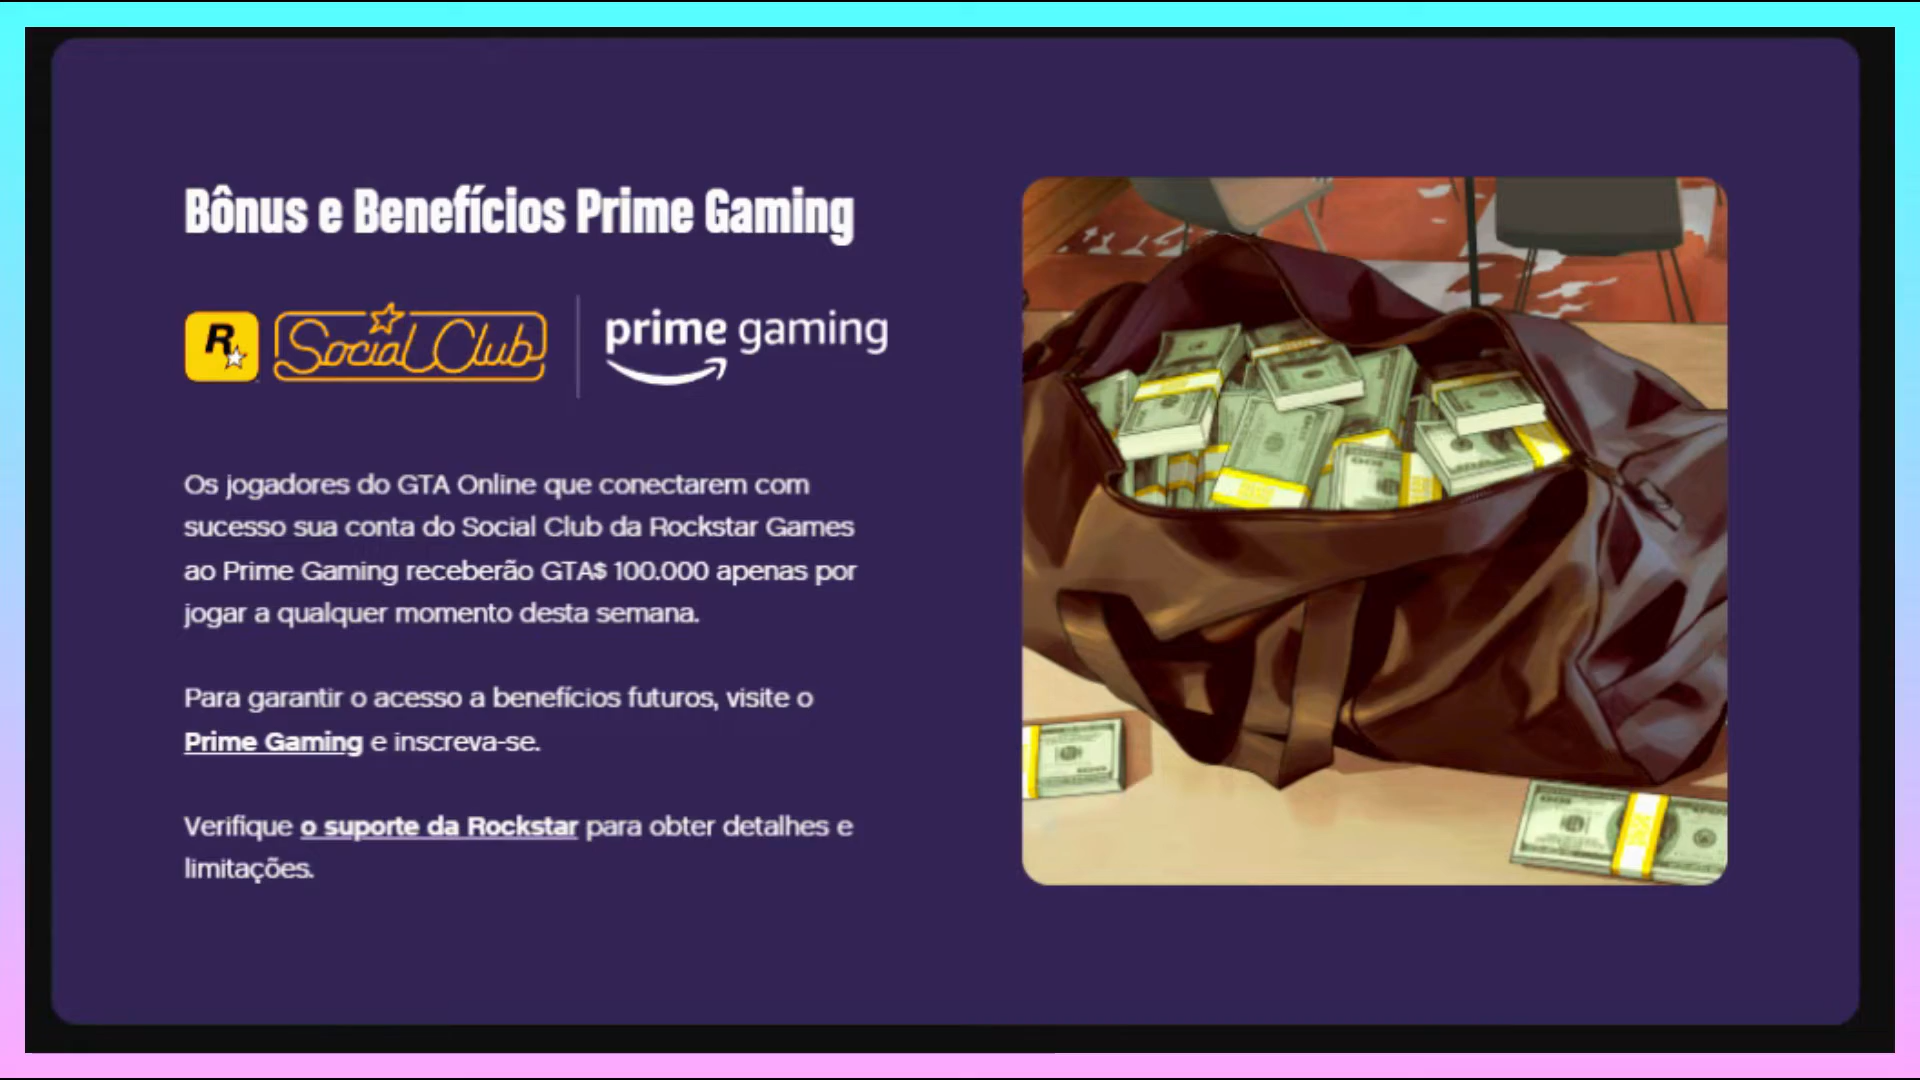 Bônus e Benefícios Prime Gaming
R Social Club prime gaming
Os jogadores do GTA Online que conectarem com
sucesso sua conta do Social Club da Rockstar Games
ao Prime Gaming receberão GTA$ 100.000 apenas por
jogar a qualquer momento desta semana.
Para garantir o acesso a benefícios futuros, visite o
Prime Gaming e inscreva-se.
Verifique o suporte da Rockstar para obter detalhes e
limitações.